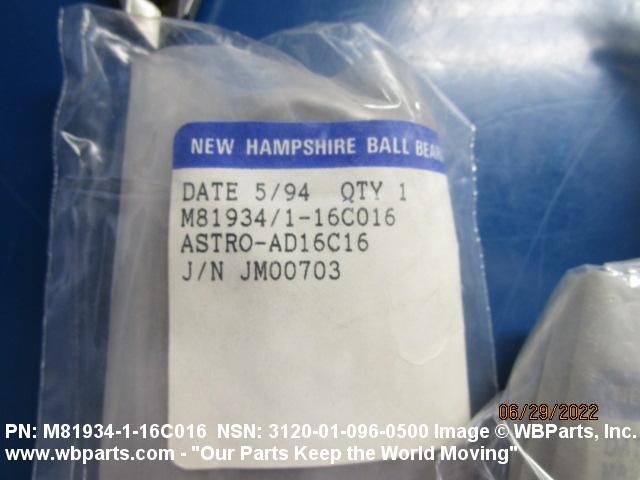 NEW HAMPSHIRE BALL
DATE 5/94 QTY 1
M81934/1-16C016
ASTRO-AD16C16
J/N JM00703
06/29/2022
PN: M81934-1-16C016 NSN: 3120-01-096-0500 Image © WBParts, Inc.
www.wbparts.com - "Our Parts Keep the World Moving"